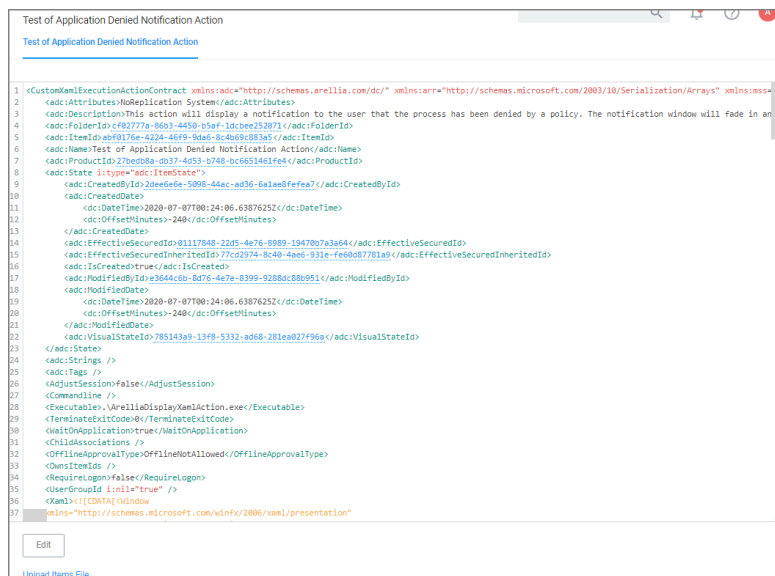 Test of Application Denied Notification Action
A
Test of Application Denied Notification Action
1 <CustomXamlExecutionActionContract xmlns:adc="http://schemas.arellia.com/dc/" xmlns:arr="http://schemas.microsoft.com/2003/10/Serialization/Arrays" xmlns:mss=
2 <adc:Attributes>NoReplication System</adc:Attributes>
3 <adc:Description>This action will display a notification to the user that the process has been denied by a policy. The notification window will fade in an
4 <adc:FolderId>cf02777a-86b3-4450-b5af-1dcbee252071</adc:FolderId>
5 <adc:ItemId>abf0176e-4224-46f9-9da6-8c4b69c883a5</adc:ItemId>
6 <adc:Name>Test of Application Denied Notification Action</adc:Name>
7 <adc:ProductId>27bedb8a-db37-4d53-b748-bc6651461fe4</adc:ProductId>
8 <adc:State i:type="adc:ItemState">
9 <adc:CreatedById>2dee6e6e-5098-44ac-ad36-6a1ae8fefea7</adc:CreatedById>
10 <adc:CreatedDate>
11 <dc:DateTime>2020-07-07T00:24:06.6387625Z</dc:DateTime>
12 <dc:OffsetMinutes>-240</dc:OffsetMinutes>
13 </adc:CreatedDate>
14 <adc:EffectiveSecuredId>01117848-22d5-4e76-8989-19470b7a3a64</adc:EffectiveSecuredId>
15 <adc:EffectiveSecuredInheritedId>77cd2974-8c40-4ae6-931e-fe60d87781a9</adc:EffectiveSecuredInheritedId>
16 <adc:IsCreated>true</adc:IsCreated>
17 <adc:ModifiedById>e3644c6b-8d76-4e7e-8399-9288dc88b951</adc:ModifiedById>
18 <adc:ModifiedDate>
19 <dc:DateTime>2020-07-07T00:24:06.6387625Z</dc:DateTime>
20 <dc:OffsetMinutes>-240</dc:OffsetMinutes>
21 </adc:ModifiedDate>
22 <adc:VisualStateId>785143a9-13f8-5332-ad68-281ea027f96a</adc:VisualStateId>
23 </adc:State>
24 <adc:Strings />
25 <adc:Tags />
26 <AdjustSession>false</AdjustSession>
27 <Commandline />
28 <Executable>.\ArelliaDisplayXamlAction.exe</Executable>
29 <TerminateExitCode>0</TerminateExitCode>
30 <WaitOnApplication>true</WaitOnApplication>
31 <ChildAssociations />
32 <OfflineApprovalType>OfflineNotAllowed</OfflineApprovalType>
33 <OwnsItemIds />
34 <RequireLogon>false</RequireLogon>
35 <UserGroupId i:nil="true" />
36 <Xaml><![CDATA[<Window
37 xmlns="http://schemas.microsoft.com/winfx/2006/xaml/presentation"
Edit
Upload Items File